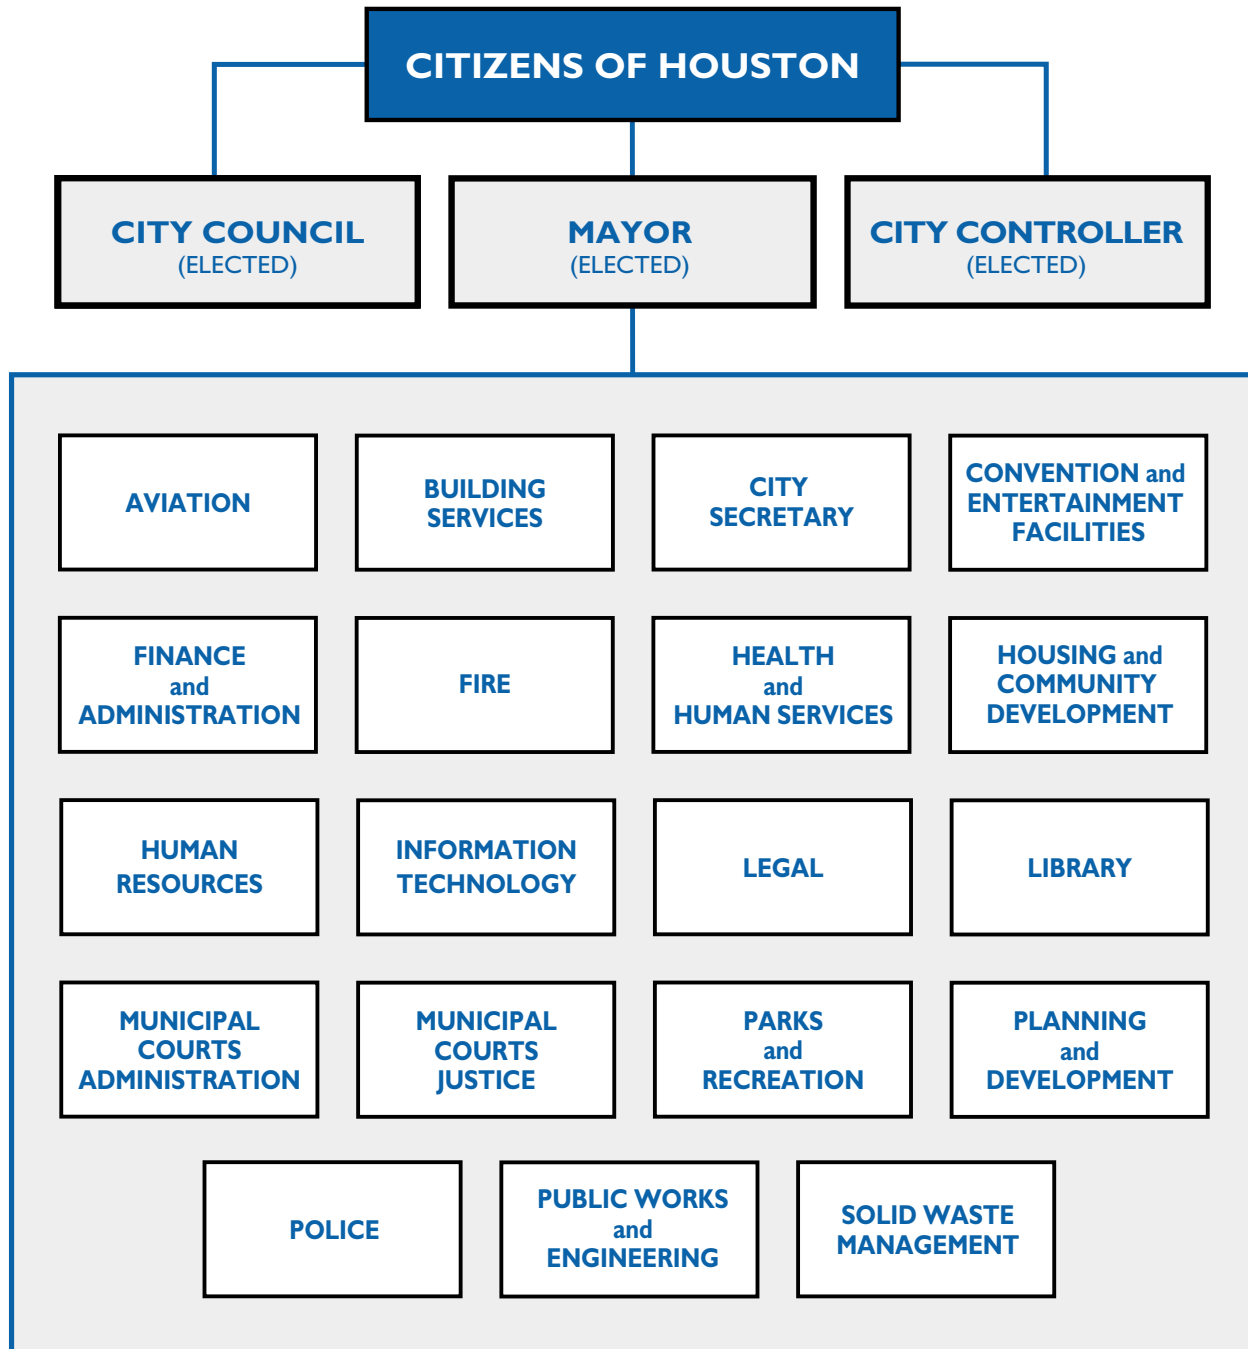 CITIZENS OF HOUSTON
CITY COUNCIL
(ELECTED)
MAYOR
(ELECTED)
CITY CONTROLLER
(ELECTED)
AVIATION
BUILDING
SERVICES
CITY
SECRETARY
CONVENTION and
ENTERTAINMENT
FACILITIES
FINANCE
and
ADMINISTRATION
FIRE
HEALTH
and
HUMAN SERVICES
HOUSING and
COMMUNITY
DEVELOPMENT
HUMAN
RESOURCES
INFORMATION
TECHNOLOGY
LEGAL
LIBRARY
MUNICIPAL
COURTS
ADMINISTRATION
MUNICIPAL
COURTS
JUSTICE
PARKS
and
RECREATION
PLANNING
and
DEVELOPMENT
POLICE
PUBLIC WORKS
and
ENGINEERING
SOLID WASTE
MANAGEMENT